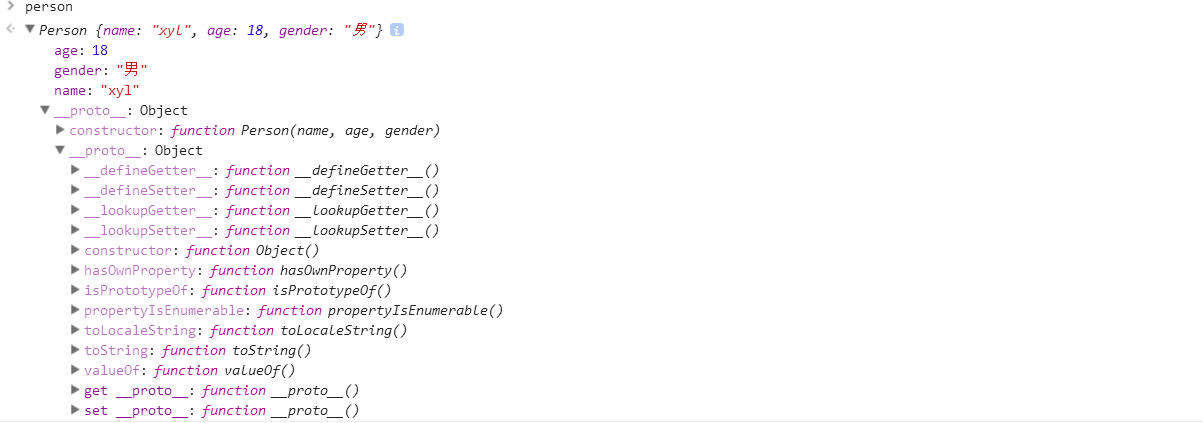 person
Person {name: "xyl", age: 18, gender: "男"} i
age: 18
gender: "男"
name: "xyl"
__proto__: Object
constructor: function Person(name, age, gender)
__proto__: Object
__defineGetter__: function __defineGetter__()
__defineSetter__: function __defineSetter__()
__lookupGetter__: function __lookupGetter__()
__lookupSetter__: function __lookupSetter__()
constructor: function Object()
hasOwnProperty: function hasOwnProperty()
isPrototypeOf: function isPrototypeOf()
propertyIsEnumerable: function propertyIsEnumerable()
toLocaleString: function toLocaleString()
toString: function toString()
valueOf: function valueOf()
get __proto__: function __proto__()
set __proto__: function __proto__()